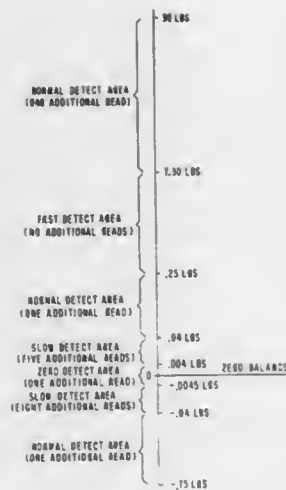 30 LBS
NORMAL DETECT AREA
(ONE ADDITIONAL READ)
7.30 LBS
FAST DETECT AREA
(NO ADDITIONAL READS)
.25 LBS
NORMAL DETECT AREA
(ONE ADDITIONAL READ)
.04 LBS
SLOW DETECT AREA
(FIVE ADDITIONAL READS)
.004 LBS
ZERO DETECT AREA
(ONE ADDITIONAL READ)
0
ZERO BALANCE
-.0045 LBS
SLOW DETECT AREA
(EIGHT ADDITIONAL READS)
-.04 LBS
NORMAL DETECT AREA
(ONE ADDITIONAL READ)
-.75 LBS